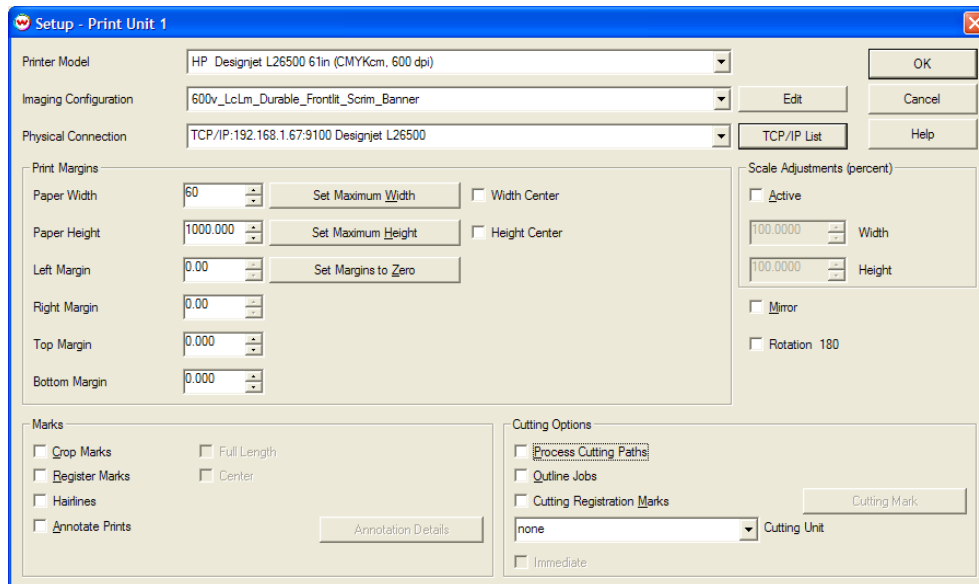 Setup - Print Unit 1
Printer Model HP Designjet L26500 61in (CMYKcm, 600 dpi) OK
Imaging Configuration 600v_LcLm_Durable_Frontlit_Scrim_Banner Edit Cancel
Physical Connection TCP/IP:192.168.1.67:9100 Designjet L26500 TCP/IP List Help
Print Margins
Paper Width 60 Set Maximum Width Width Center
Paper Height 1000.000 Set Maximum Height Height Center
Left Margin 0.00 Set Margins to Zero
Right Margin 0.00
Top Margin 0.000
Bottom Margin 0.000
Scale Adjustments (percent)
Active
100.0000 Width
100.0000 Height
Mirror
Rotation 180
Marks
Crop Marks Full Length
Register Marks Center
Hairlines
Annotate Prints Annotation Details
Cutting Options
Process Cutting Paths
Outline Jobs
Cutting Registration Marks Cutting Mark
none Cutting Unit
Immediate